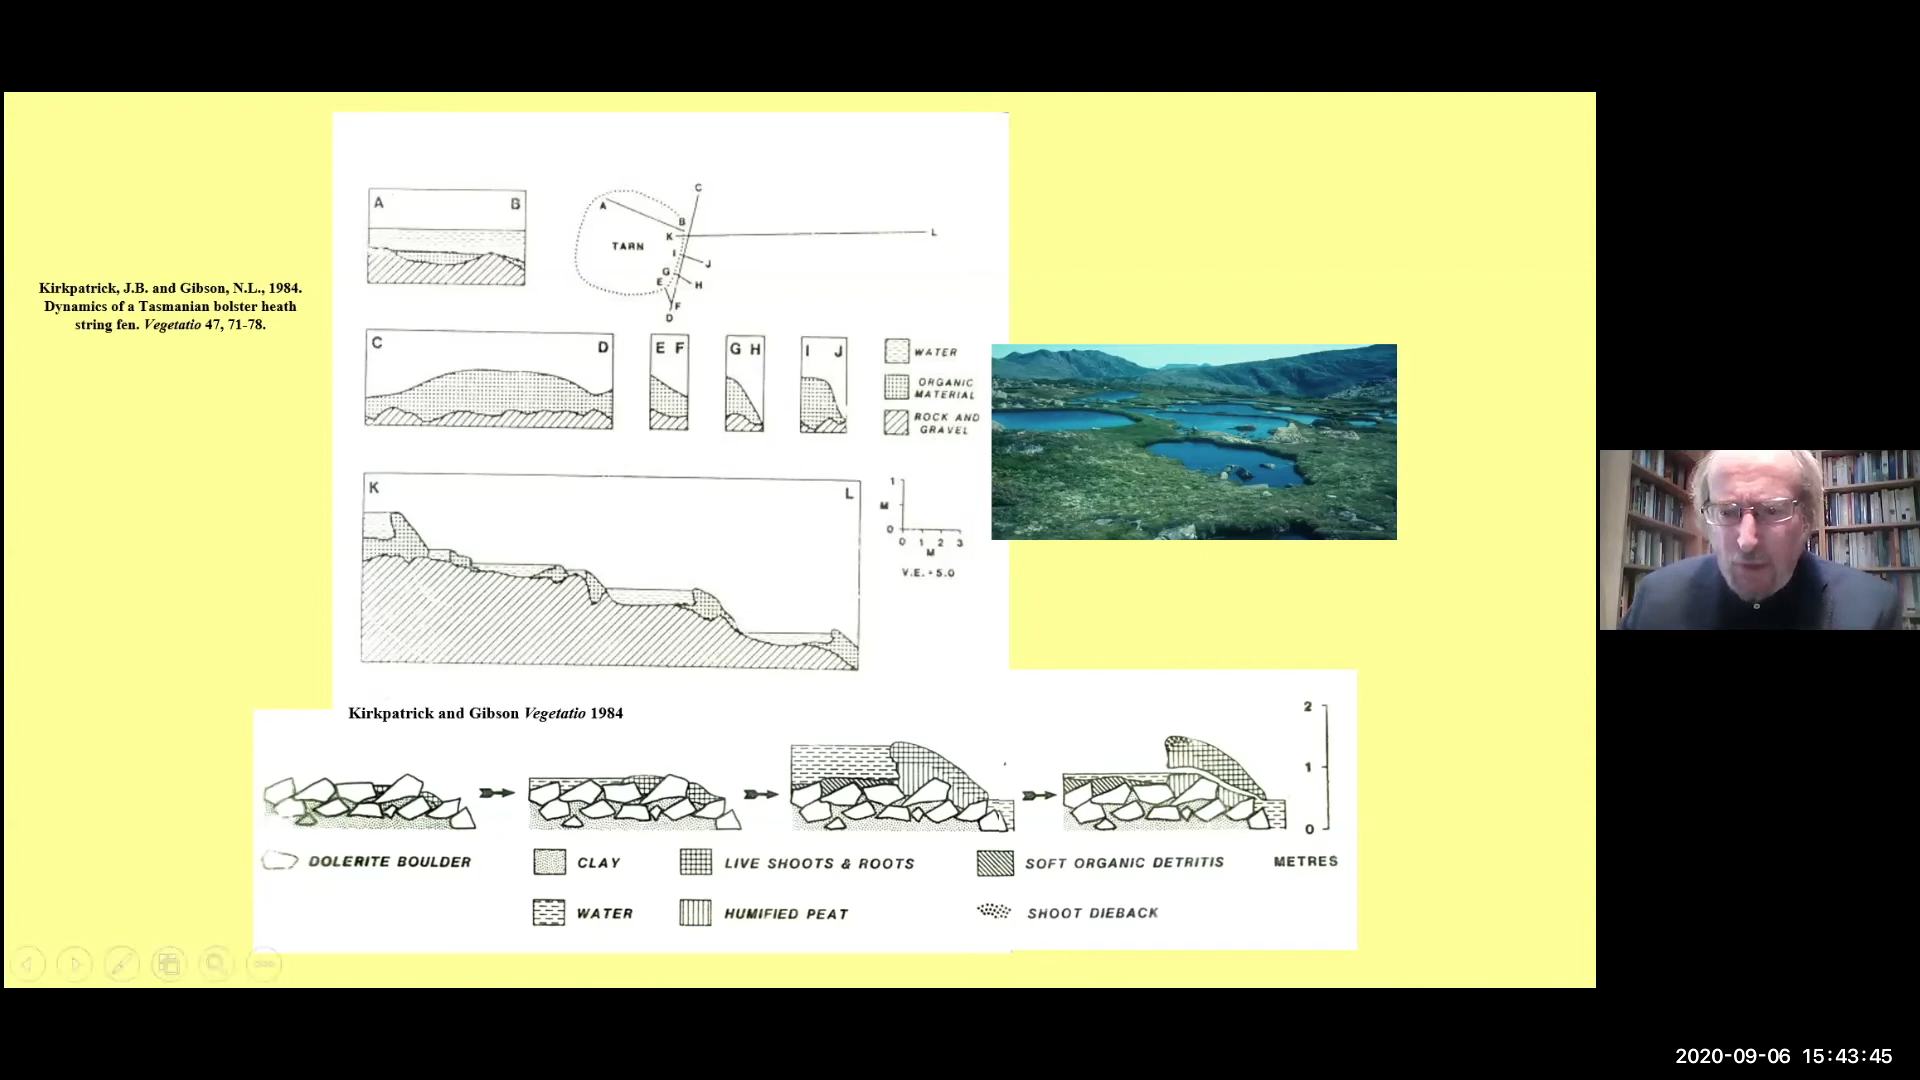 Kirkpatrick, J.B. and Gibson, N.L., 1984.
Dynamics of a Tasmanian bolster heath
string fen. Vegetatio 47, 71-78.
A B
C
A
B
K L
TARN
I
J
G
E H
F
D
C D
E F
G H
I J
WATER
ORGANIC
MATERIAL
ROCK AND
GRAVEL
K L
1
M
0
0 1 2 3
M
V.E. = 5.0
Kirkpatrick and Gibson Vegetatio 1984
2
1
0
METRES
DOLERITE BOULDER
CLAY
LIVE SHOOTS & ROOTS
SOFT ORGANIC DETRITIS
WATER
HUMIFIED PEAT
SHOOT DIEBACK
2020-09-06 15:43:45